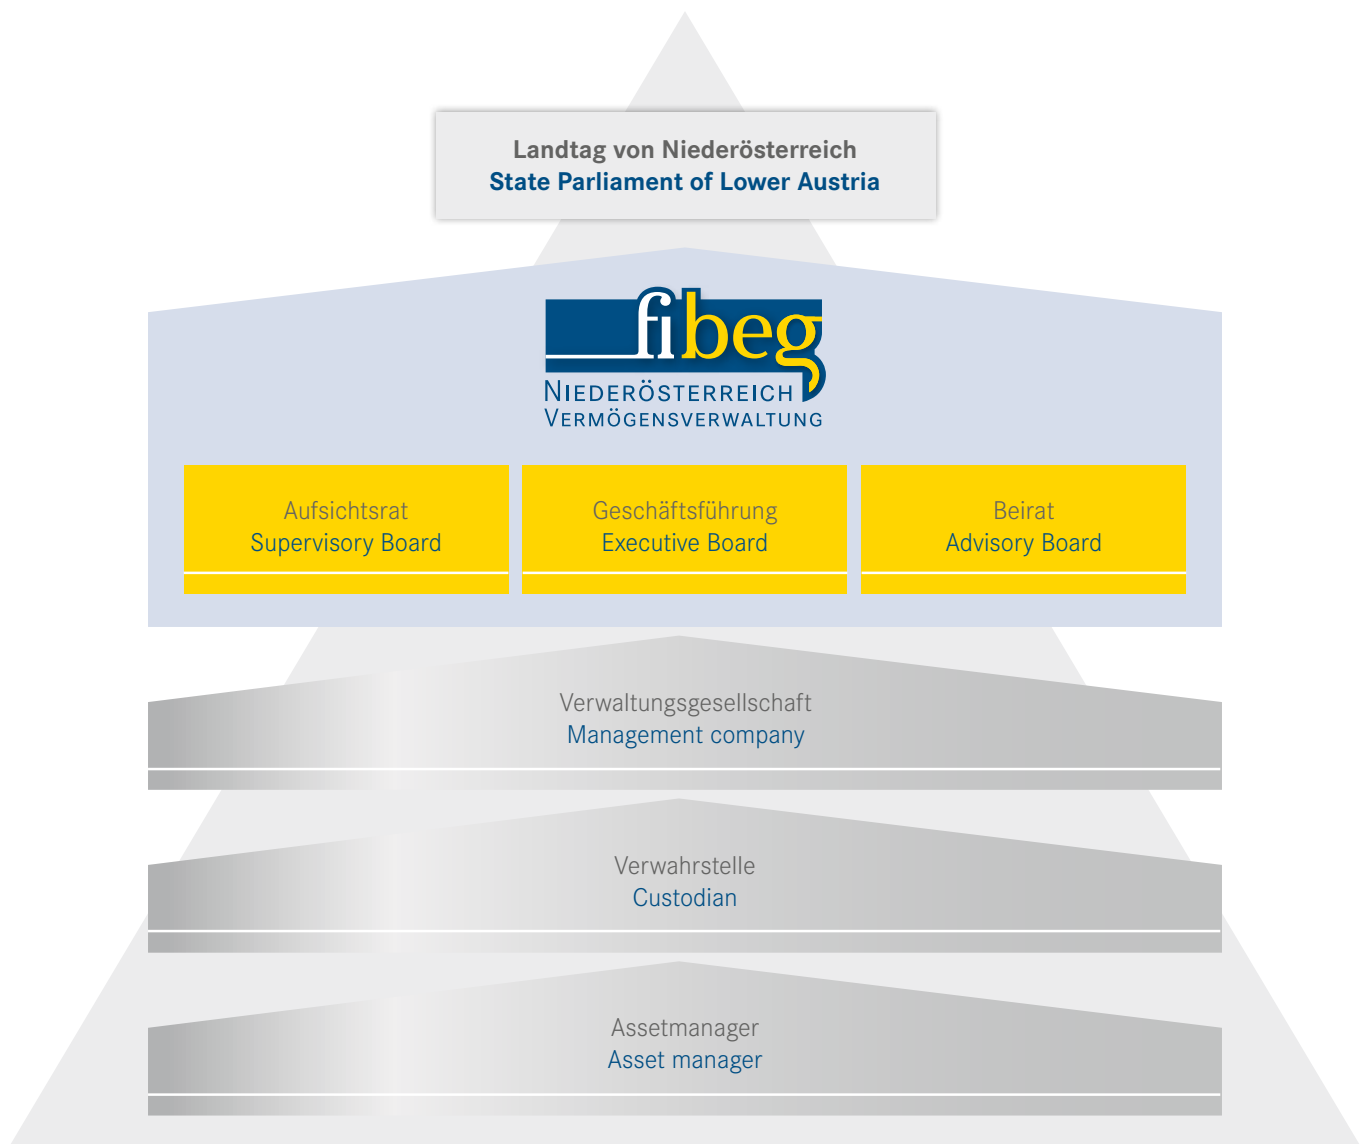 Landtag von Niederösterreich
State Parliament of Lower Austria
fibeg
NIEDERÖSTERREICH
VERMÖGENSVERWALTUNG
Aufsichtsrat
Supervisory Board
Geschäftsführung
Executive Board
Beirat
Advisory Board
Verwaltungsgesellschaft
Management company
Verwahrstelle
Custodian
Assetmanager
Asset manager